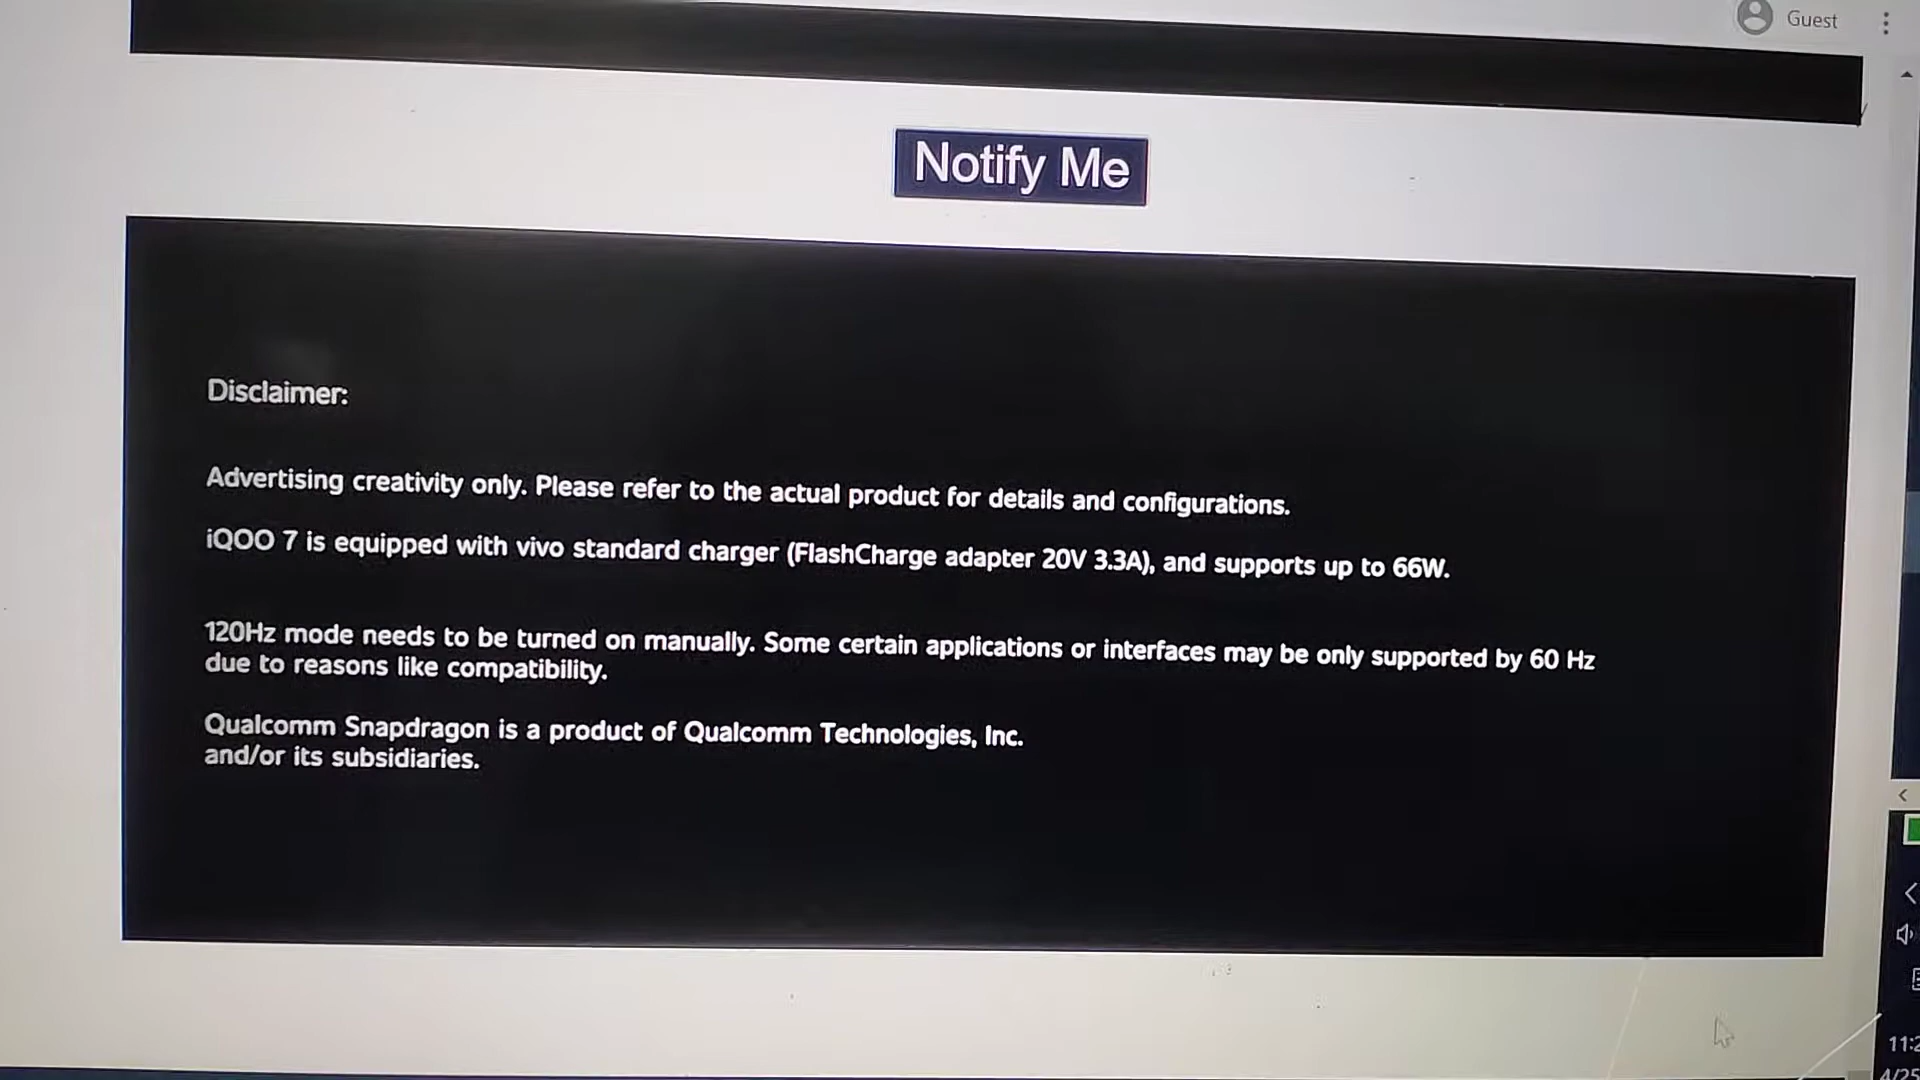 Guest
Notify Me
Disclaimer:
Advertising creativity only. Please refer to the actual product for details and configurations.
iQOO 7 is equipped with vivo standard charger (FlashCharge adapter 20V 3.3A), and supports up to 66W.
120Hz mode needs to be turned on manually. Some certain applications or interfaces may be only supported by 60 Hz
due to reasons like compatibility.
Qualcomm Snapdragon is a product of Qualcomm Technologies, Inc.
and/or its subsidiaries.